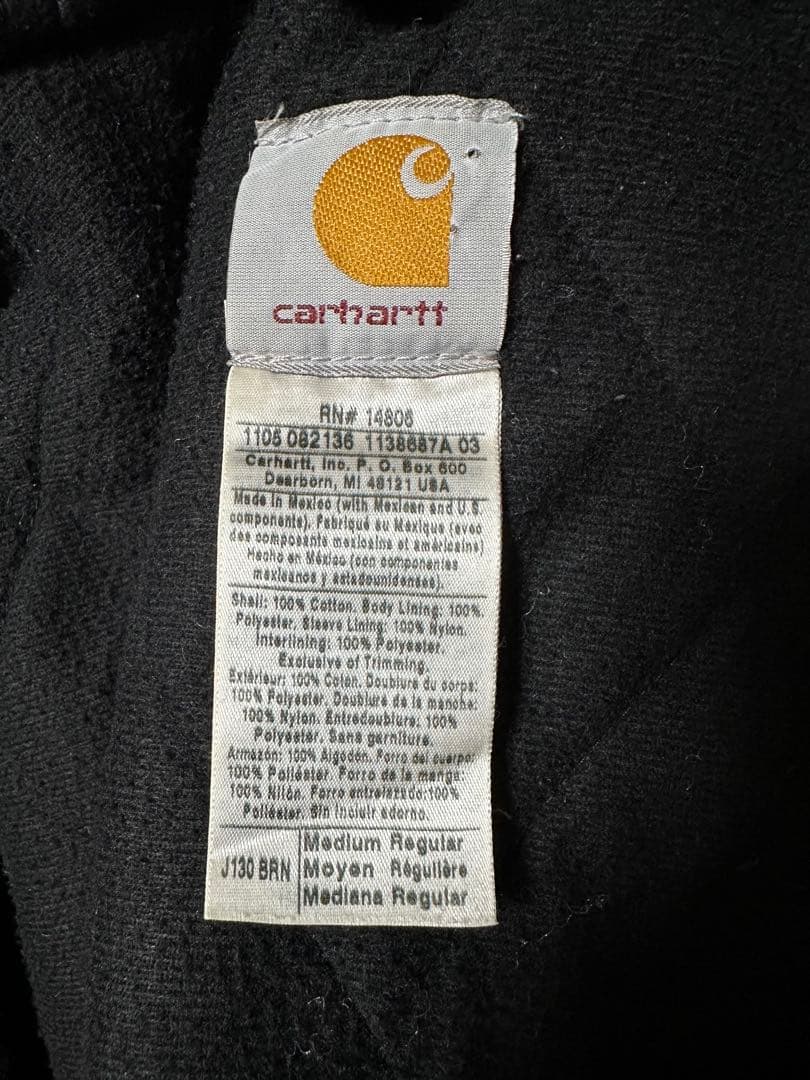 carhartt
RN# 14806
1105 082136 1138687A 03
Carhartt, Inc. P. O. Box 600
Dearborn, MI 48121 USA
Made in Mexico (with Mexican and U.S.
components). Fabriqué au Mexique (avec
des composants mexicains et américains)
Hecho en México (con componentes
mexicanos y estadounidenses).
Shell: 100% Cotton. Body Lining: 100%
Polyester. Sleeve Lining: 100% Nylon.
Interlining: 100% Polyester.
Exclusive of Trimming.
Extérieur: 100% Coton. Doublure du corps:
100% Polyester. Doublure de la manche:
100% Nylon. Entredoublure: 100%
Polyester. Sans garniture.
Armazón: 100% Algodón. Forro del cuerpo:
100% Poliéster. Forro de la manga:
100% Nilón. Forro entrelazado: 100%
Poliéster. Sin incluir adorno.
J130 BRN
Medium Regular
Moyen Régulière
Mediana Regular